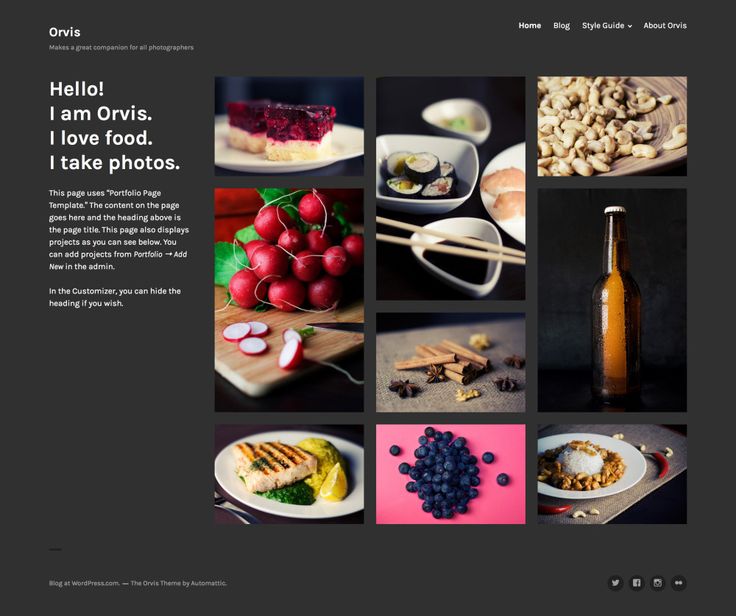 Orvis
Makes a great companion for all photographers
Home Blog Style Guide About Orvis
Hello!
I am Orvis.
I love food.
I take photos.
This page uses "Portfolio Page
Template." The content on the page
goes here and the heading above is
the page title. This page also displays
projects as you can see below. You
can add projects from Portfolio → Add
New in the admin.
In the Customizer, you can hide the
heading if you wish.
Blog at WordPress.com. — The Orvis Theme by Automattic.